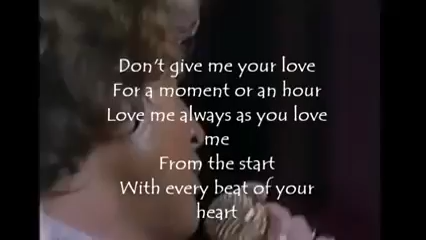 Don't give me your love
For a moment or an hour
Love me always as you love
me
From the start
With every beat of your
heart